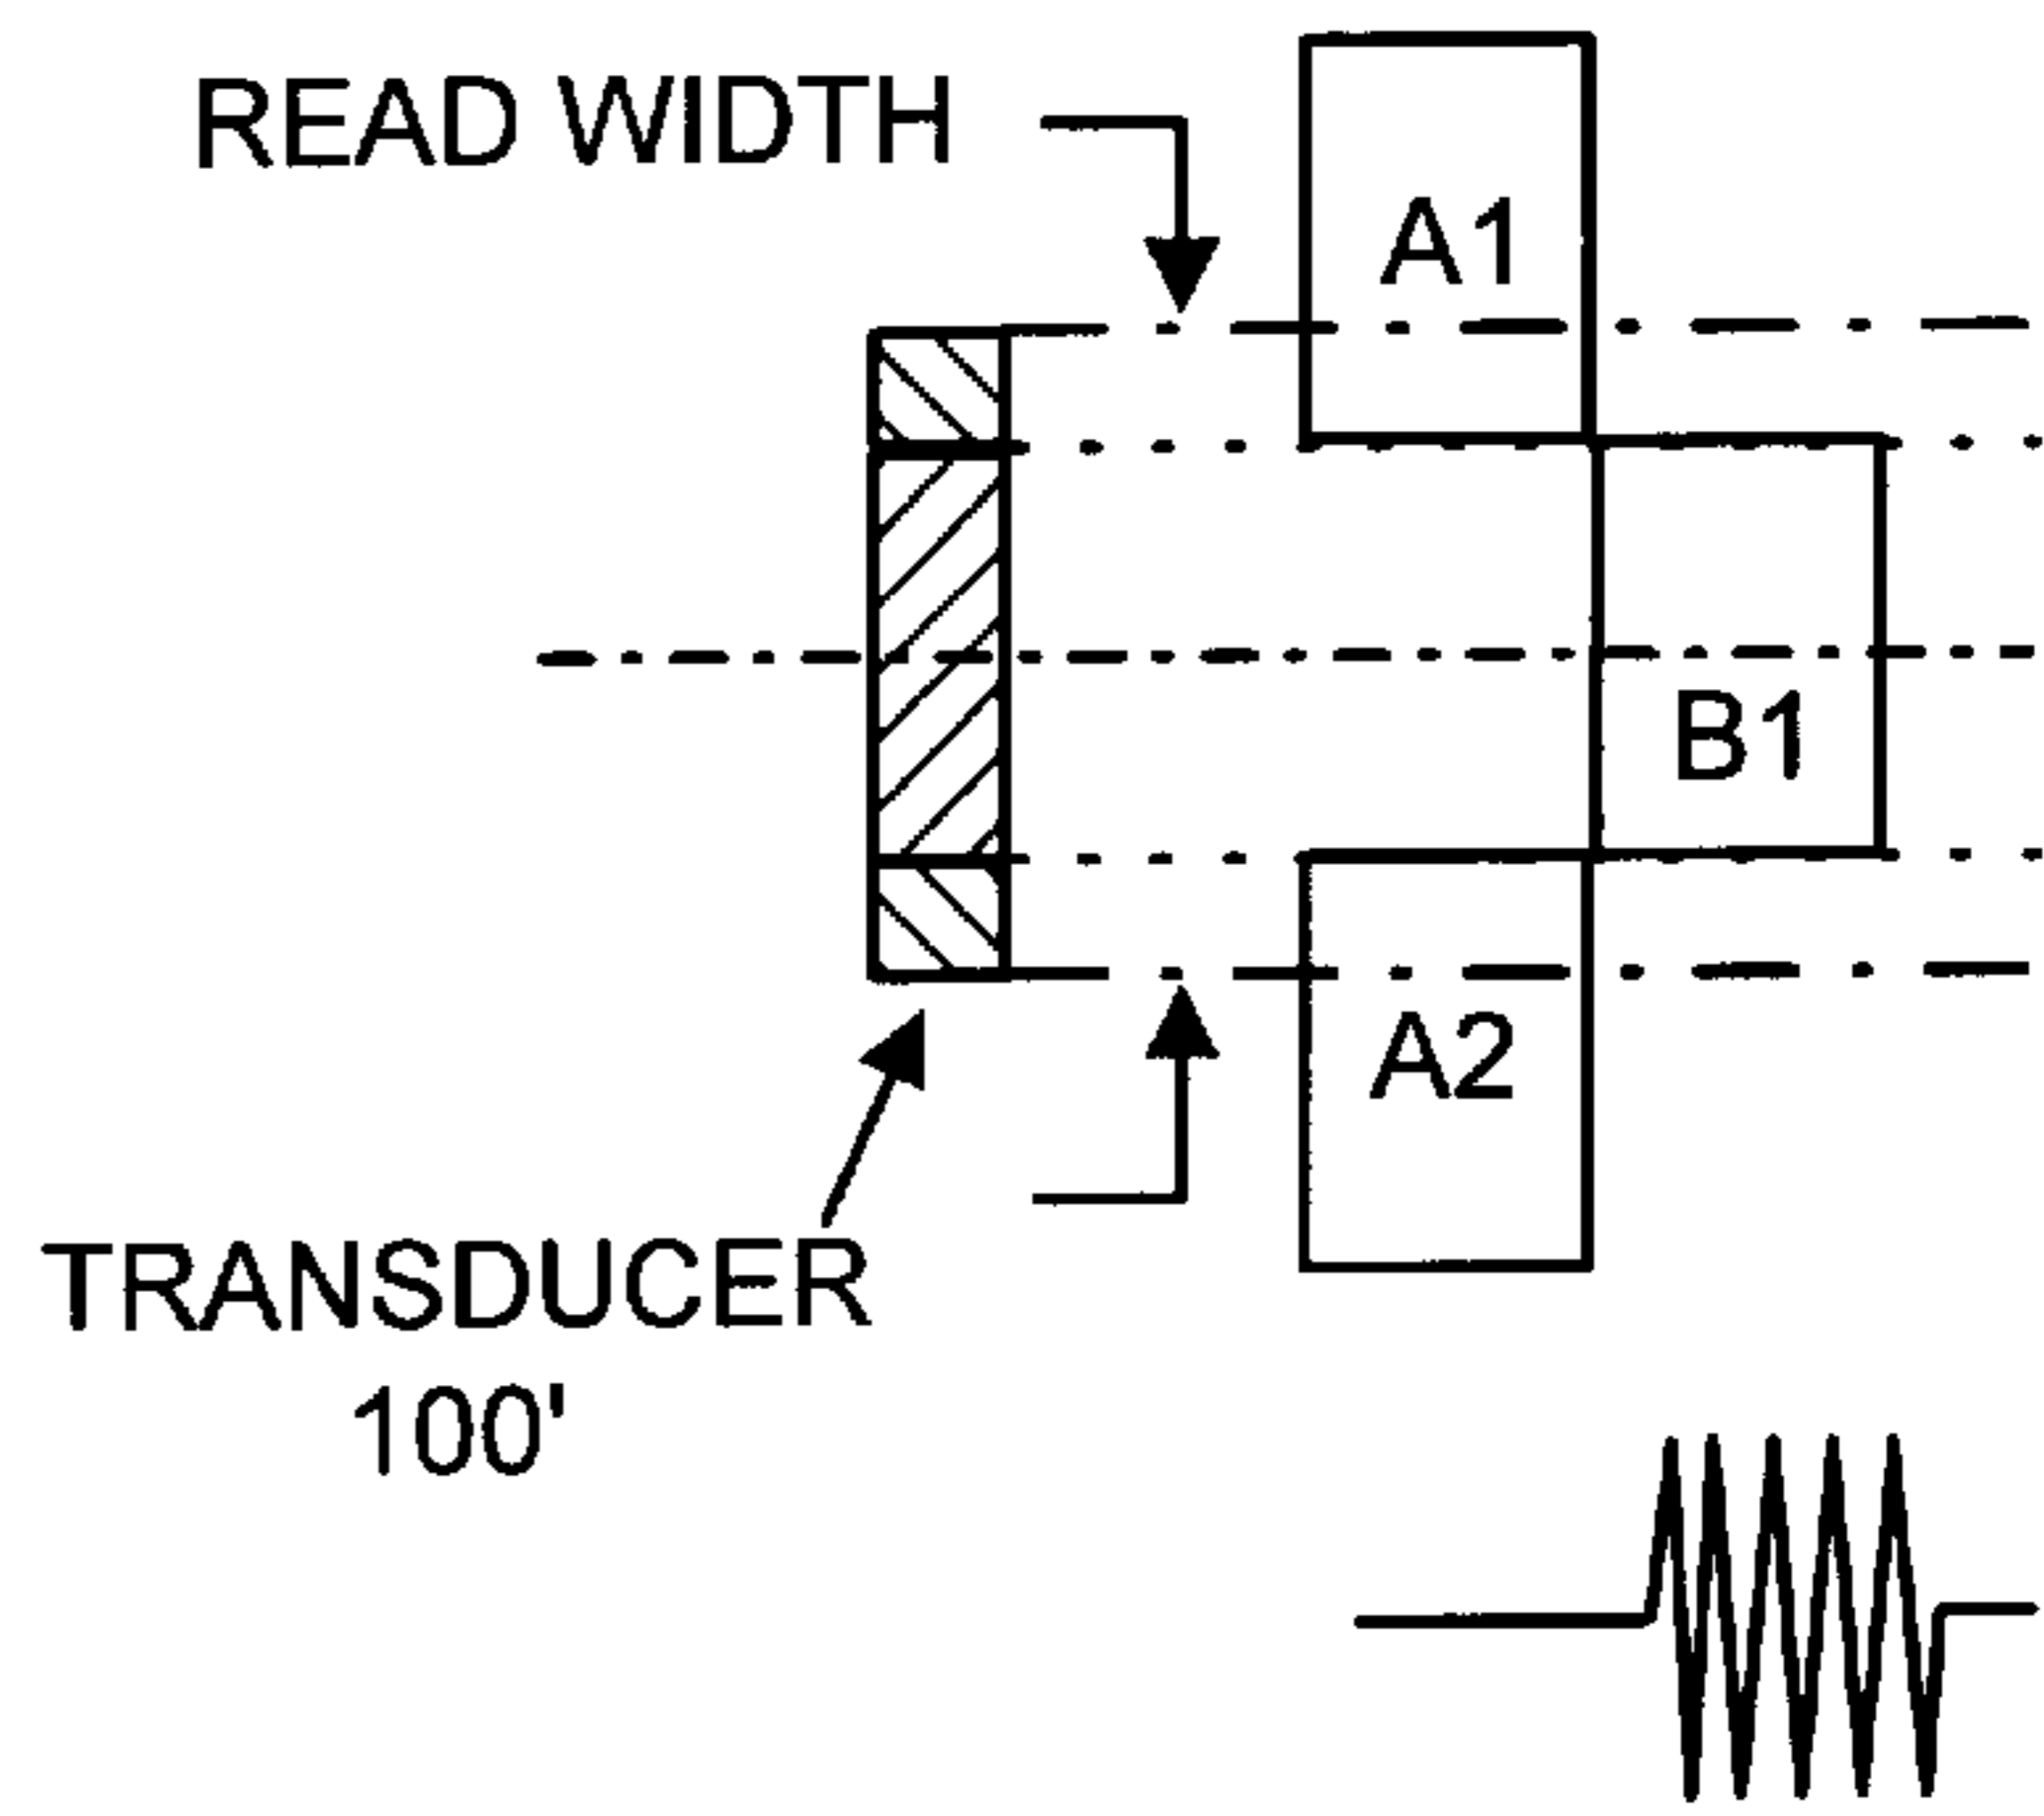 READ WIDTH
A1
B1
A2
TRANSDUCER
100'